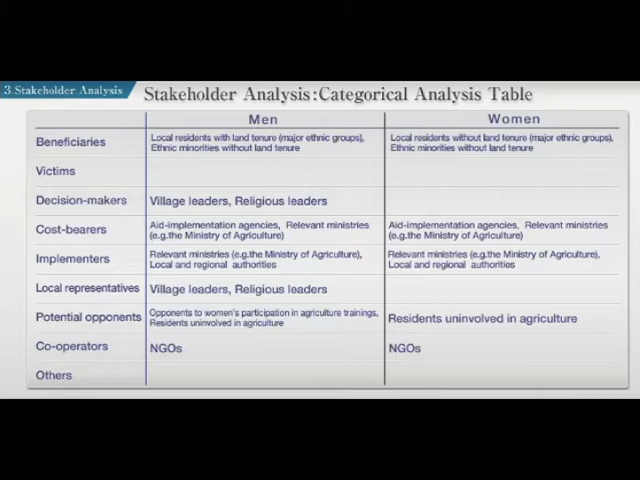 3.Stakeholder Analysis
Stakeholder Analysis:Categorical Analysis Table
Men Women
Beneficiaries Local residents with land tenure (major ethnic groups), Local residents without land tenure (major ethnic groups),
Ethnic minorities without land tenure Ethnic minorities without land tenure
Victims
Decision-makers Village leaders, Religious leaders
Cost-bearers Aid-implementation agencies, Relevant ministries Aid-implementation agencies, Relevant ministries
(e.g.the Ministry of Agriculture) (e.g.the Ministry of Agriculture)
Implementers Relevant ministries (e.g.the Ministry of Agriculture), Relevant ministries (e.g.the Ministry of Agriculture),
Local and regional authorities Local and regional authorities
Local representatives Village leaders, Religious leaders
Potential opponents Opponents to women's participation in agriculture trainings, Residents uninvolved in agriculture
Residents uninvolved in agriculture
Co-operators NGOs NGOs
Others